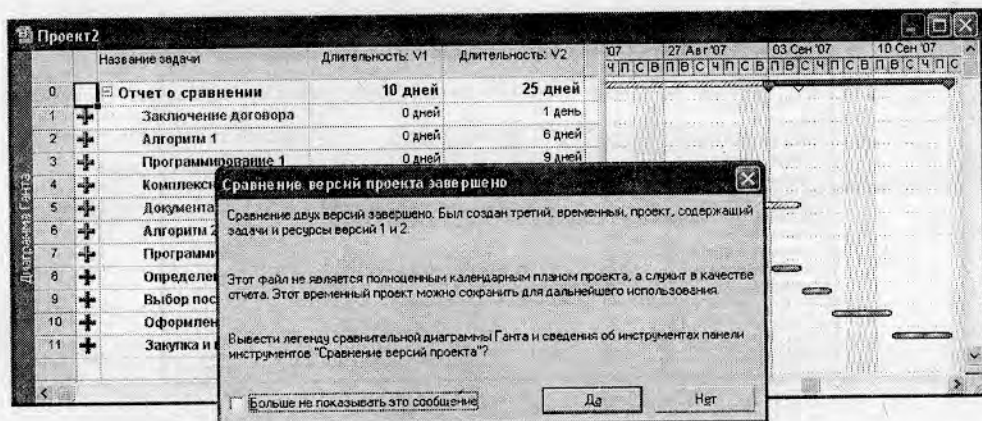 Проект2
Название задачи Длительность: V1 Длительность: V2 '07 27 Авг '07 03 Сен '07 10 Сен '07
Ч П С В П В С Ч П С В П В С Ч П С В П В С Ч П С
0 Отчет о сравнении 10 дней 25 дней
1 Заключение договора 0 дней 1 день
2 Алгоритм 1 0 дней 6 дней
3 Программирование 1 0 дней 9 дней
4 Комплексн
5 Документа
6 Алгоритм 2
7 Программи
8 Определен
9 Выбор пос
10 Оформлен
11 Закупка и
Диаграмма Ганта
Сравнение версий проекта завершено
Сравнение двух версий завершено. Был создан третий, временный, проект, содержащий
задачи и ресурсы версий 1 и 2.
Этот файл не является полноценным календарным планом проекта, а служит в качестве
отчета. Этот временный проект можно сохранить для дальнейшего использования.
Вывести легенду сравнительной диаграммы Ганта и сведения об инструментах панели
инструментов "Сравнение версий проекта"?
Больше не показывать это сообщение
Да
Нет